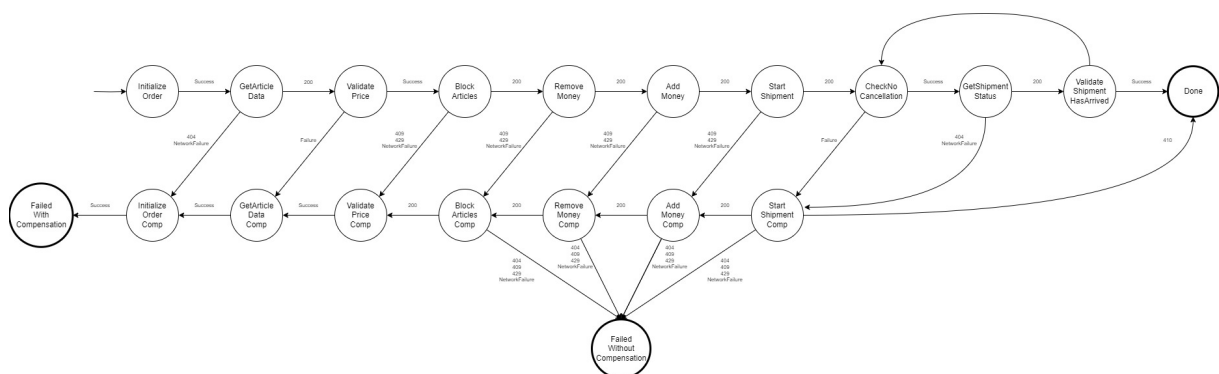 Initialize
Order
Success
GetArticle
Data
200
Validate
Price
Success
Block
Articles
200
Remove
Money
200
Add
Money
200
Start
Shipment
200
CheckNo
Cancellation
Success
GetShipment
Status
200
Validate
Shipment
HasArrived
Success
Done
404
NetworkFailure
Failure
409
429
NetworkFailure
409
429
NetworkFailure
409
429
NetworkFailure
409
429
NetworkFailure
Failure
404
NetworkFailure
410
Failed
With
Compensation
Success
Initialize
Order
Comp
Success
GetArticle
Data
Comp
Success
Validate
Price
Comp
200
Block
Articles
Comp
200
Remove
Money
Comp
200
Add
Money
Comp
200
Start
Shipment
Comp
404
409
429
NetworkFailure
404
409
429
NetworkFailure
404
409
429
NetworkFailure
404
409
429
NetworkFailure
Failed
Without
Compensation